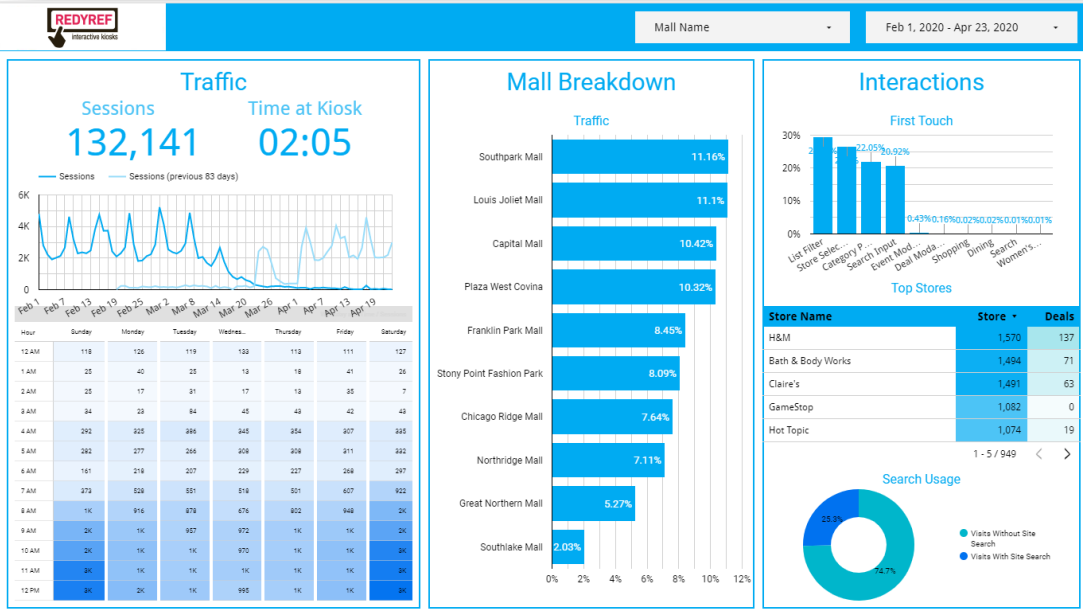 REDYREF
interactive kiosks
Mall Name
Feb 1, 2020 - Apr 23, 2020
Traffic
Sessions
Time at Kiosk
132,141
02:05
Sessions
Sessions (previous 83 days)
6K
4K
2K
0
Feb 1 Feb 7 Feb 13 Feb 19 Feb 25 Mar 2 Mar 8 Mar 14 Mar 20 Mar 26 Apr 1 Apr 7 Apr 13 Apr 19
Hour Sunday Monday Tuesday Wednes... Thursday Friday Saturday
12 AM 118 126 119 133 113 111 127
1 AM 25 40 25 13 18 41 26
2 AM 25 17 31 17 13 35 7
3 AM 34 23 84 45 43 42 43
4 AM 292 325 386 345 354 307 335
5 AM 282 277 266 308 308 311 332
6 AM 161 218 207 229 227 268 297
7 AM 373 528 551 518 501 607 922
8 AM 1K 916 878 676 802 948 2K
9 AM 2K 1K 957 972 1K 1K 2K
10 AM 2K 1K 1K 970 1K 1K 3K
11 AM 3K 1K 1K 1K 1K 1K 3K
12 PM 3K 2K 1K 995 1K 1K 3K
Mall Breakdown
Traffic
Southpark Mall 11.16%
Louis Joliet Mall 11.1%
Capital Mall 10.42%
Plaza West Covina 10.32%
Franklin Park Mall 8.45%
Stony Point Fashion Park 8.09%
Chicago Ridge Mall 7.64%
Northridge Mall 7.11%
Great Northern Mall 5.27%
Southlake Mall 2.03%
0% 2% 4% 6% 8% 10% 12%
Interactions
First Touch
30%
20%
10%
0%
22.05% 20.92% 0.43% 0.16% 0.02% 0.02% 0.01% 0.01%
List Filter Store Selec... Category P... Search Input Event Mod... Deal Moda... Shopping Dining Search Women's...
Top Stores
Store Name Store Deals
H&M 1,570 137
Bath & Body Works 1,494 71
Claire's 1,491 63
GameStop 1,082 0
Hot Topic 1,074 19
1 - 5 / 949
Search Usage
25.3%
74.7%
Visits Without Site
Search
Visits With Site Search